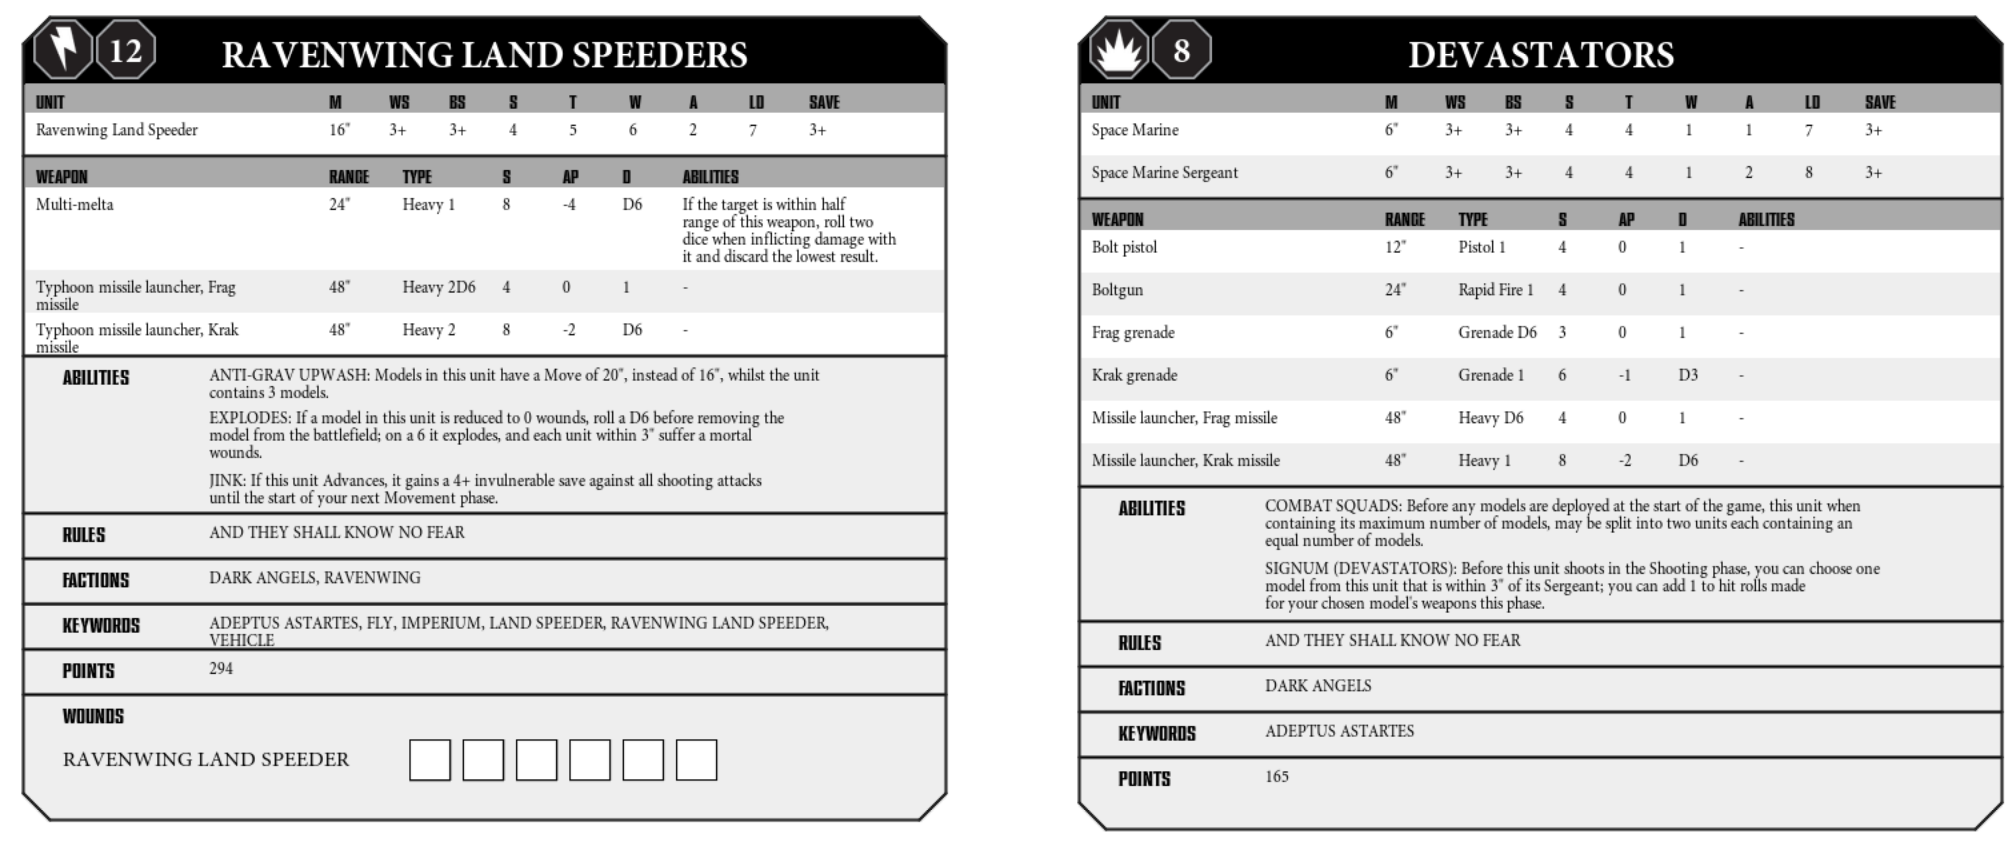 12 RAVENWING LAND SPEEDERS
UNIT M WS BS S T W A LD SAVE
Ravenwing Land Speeder 16" 3+ 3+ 4 5 6 2 7 3+
WEAPON RANGE TYPE S AP D ABILITIES
Multi-melta 24" Heavy 1 8 -4 D6 If the target is within half
range of this weapon, roll two
dice when inflicting damage with
it and discard the lowest result.
Typhoon missile launcher, Frag 48" Heavy 2D6 4 0 1 -
missile
Typhoon missile launcher, Krak 48" Heavy 2 8 -2 D6 -
missile
ABILITIES ANTI-GRAV UPWASH: Models in this unit have a Move of 20", instead of 16", whilst the unit
contains 3 models.
EXPLODES: If a model in this unit is reduced to 0 wounds, roll a D6 before removing the
model from the battlefield; on a 6 it explodes, and each unit within 3" suffer a mortal
wounds.
JINK: If this unit Advances, it gains a 4+ invulnerable save against all shooting attacks
until the start of your next Movement phase.
RULES AND THEY SHALL KNOW NO FEAR
FACTIONS DARK ANGELS, RAVENWING
KEYWORDS ADEPTUS ASTARTES, FLY, IMPERIUM, LAND SPEEDER, RAVENWING LAND SPEEDER,
VEHICLE
POINTS 294
WOUNDS
RAVENWING LAND SPEEDER
8 DEVASTATORS
UNIT M WS BS S T W A LD SAVE
Space Marine 6" 3+ 3+ 4 4 1 1 7 3+
Space Marine Sergeant 6" 3+ 3+ 4 4 1 2 8 3+
WEAPON RANGE TYPE S AP D ABILITIES
Bolt pistol 12" Pistol 1 4 0 1 -
Boltgun 24" Rapid Fire 1 4 0 1 -
Frag grenade 6" Grenade D6 3 0 1 -
Krak grenade 6" Grenade 1 6 -1 D3 -
Missile launcher, Frag missile 48" Heavy D6 4 0 1 -
Missile launcher, Krak missile 48" Heavy 1 8 -2 D6 -
ABILITIES COMBAT SQUADS: Before any models are deployed at the start of the game, this unit when
containing its maximum number of models, may be split into two units each containing an
equal number of models.
SIGNUM (DEVASTATORS): Before this unit shoots in the Shooting phase, you can choose one
model from this unit that is within 3" of its Sergeant; you can add 1 to hit rolls made
for your chosen model's weapons this phase.
RULES AND THEY SHALL KNOW NO FEAR
FACTIONS DARK ANGELS
KEYWORDS ADEPTUS ASTARTES
POINTS 165